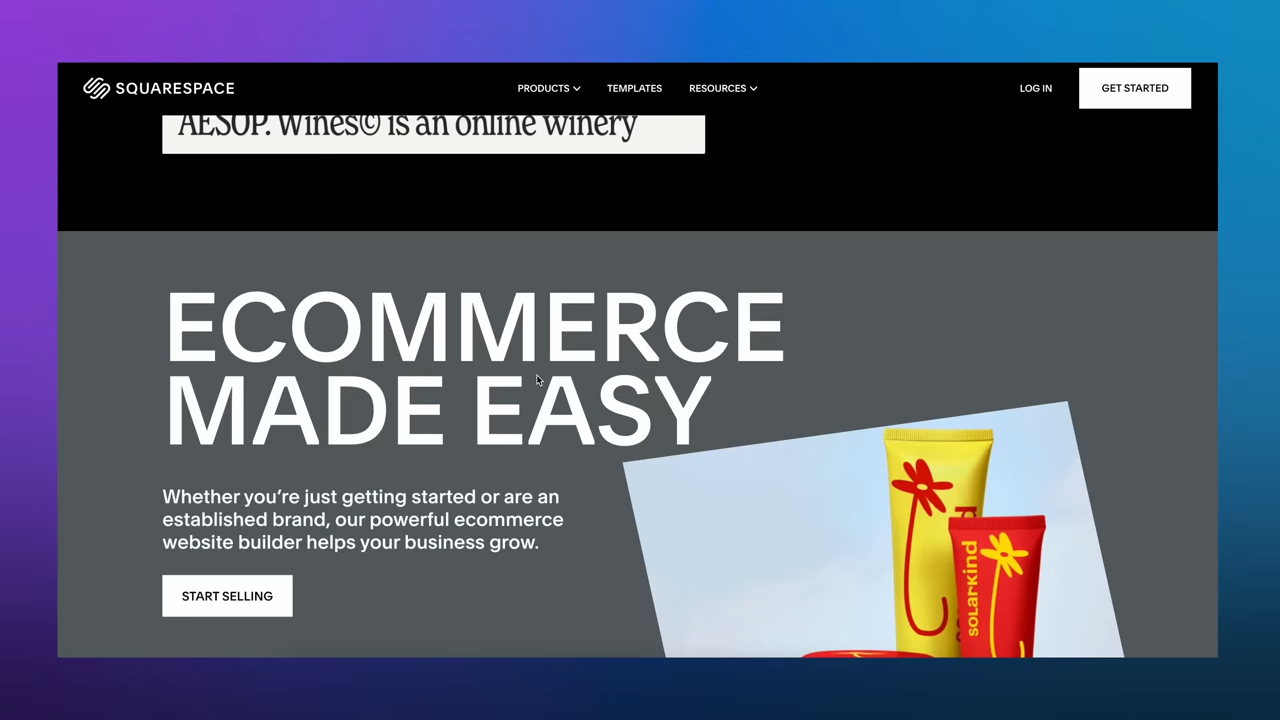 SQUARESPACE
PRODUCTS
TEMPLATES
RESOURCES
LOG IN
GET STARTED
AESOP. Wines© is an online winery
ECOMMERCE
MADE EASY
Whether you’re just getting started or are an
established brand, our powerful ecommerce
website builder helps your business grow.
START SELLING
solarkind